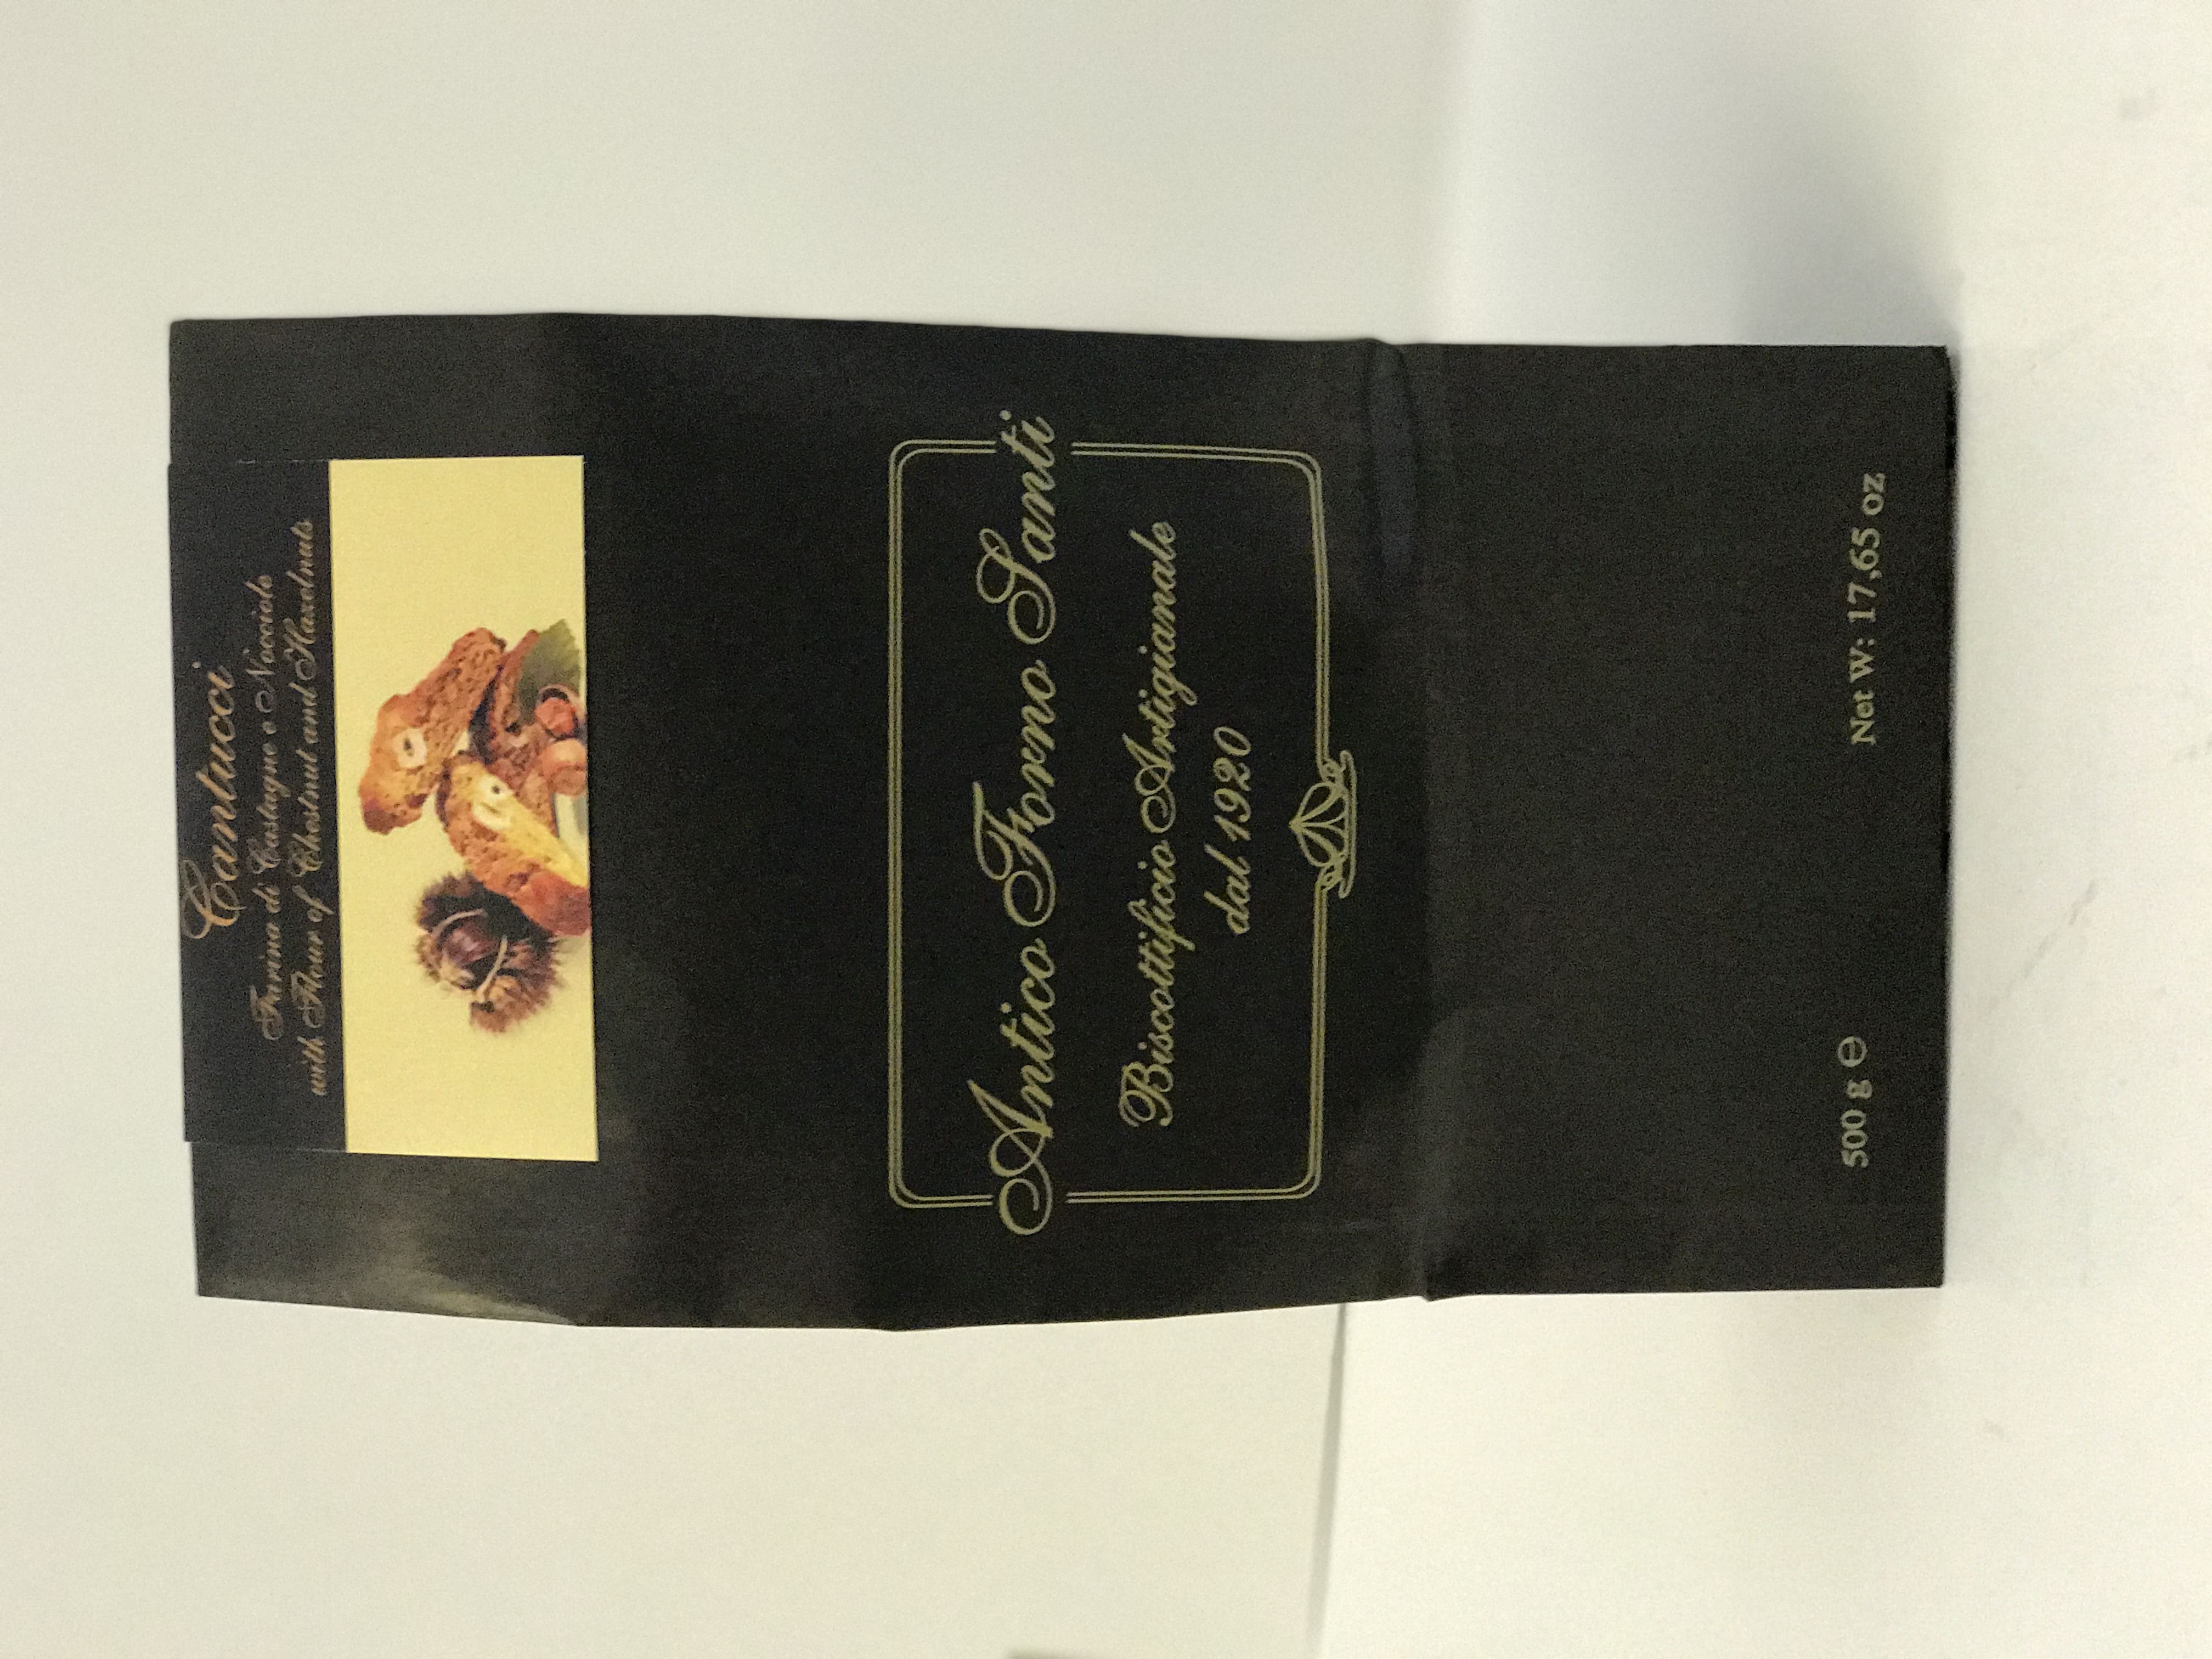 Cantucci
Farina di Castagne e Nocciole
with Flour of Chestnut and Hazelnuts
Antico Forno Santi
Biscottificio Artigianale
dal 1920
500 g ℮ Net W: 17,65 oz